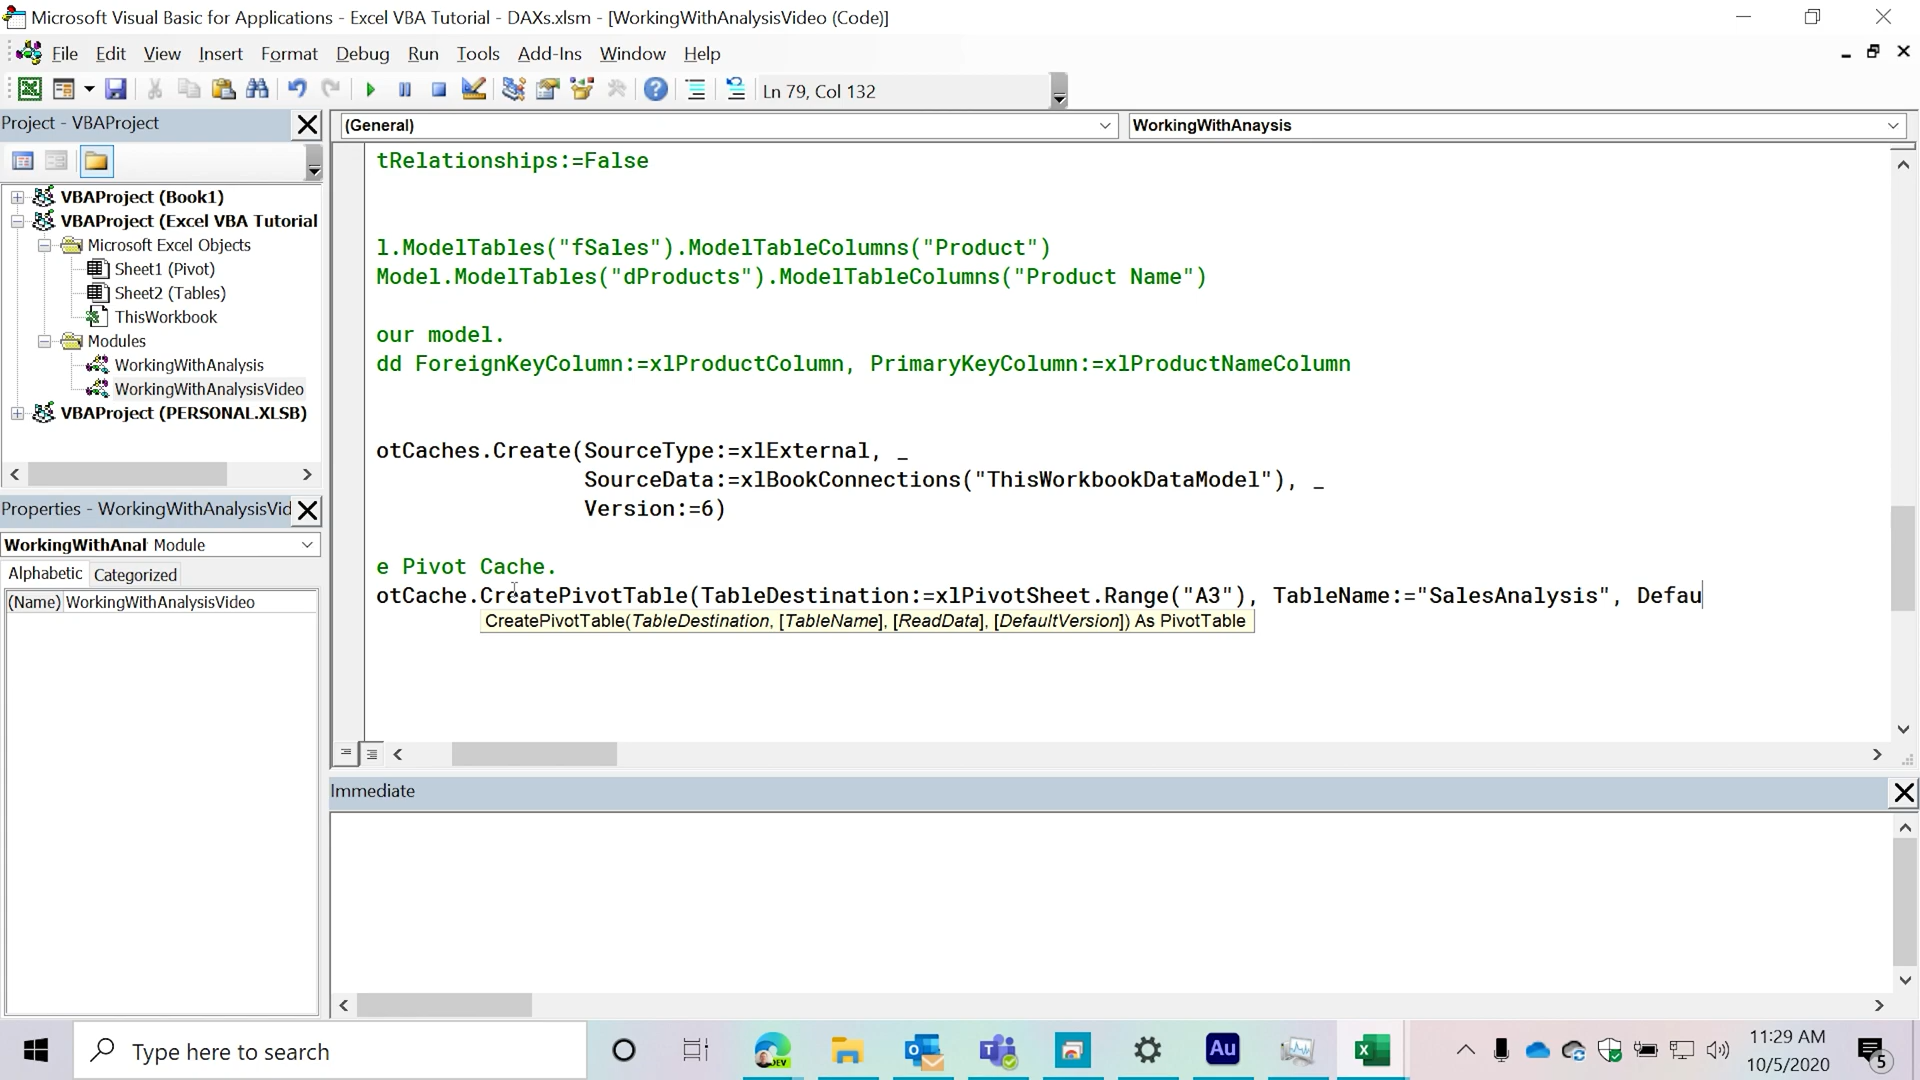 Microsoft Visual Basic for Applications - Excel VBA Tutorial - DAXs.xlsm - [WorkingWithAnalysisVideo (Code)]
File Edit View Insert Format Debug Run Tools Add-Ins Window Help
Ln 79, Col 132
Project - VBAProject
(General)
WorkingWithAnaysis
VBAProject (Book1)
VBAProject (Excel VBA Tutorial
Microsoft Excel Objects
Sheet1 (Pivot)
Sheet2 (Tables)
ThisWorkbook
Modules
WorkingWithAnalysis
WorkingWithAnalysisVideo
VBAProject (PERSONAL.XLSB)
Properties - WorkingWithAnalysisVid
WorkingWithAnal Module
Alphabetic Categorized
(Name) WorkingWithAnalysisVideo
tRelationships:=False
l.ModelTables("fSales").ModelTableColumns("Product")
Model.ModelTables("dProducts").ModelTableColumns("Product Name")
our model.
dd ForeignKeyColumn:=xlProductColumn, PrimaryKeyColumn:=xlProductNameColumn
otCaches.Create(SourceType:=xlExternal, _
SourceData:=xlBookConnections("ThisWorkbookDataModel"), _
Version:=6)
e Pivot Cache.
otCache.CreatePivotTable(TableDestination:=xlPivotSheet.Range("A3"), TableName:="SalesAnalysis", Defau
CreatePivotTable(TableDestination, [TableName], [ReadData], [DefaultVersion]) As PivotTable
Immediate
Type here to search
DEV
Au
11:29 AM
10/5/2020
5